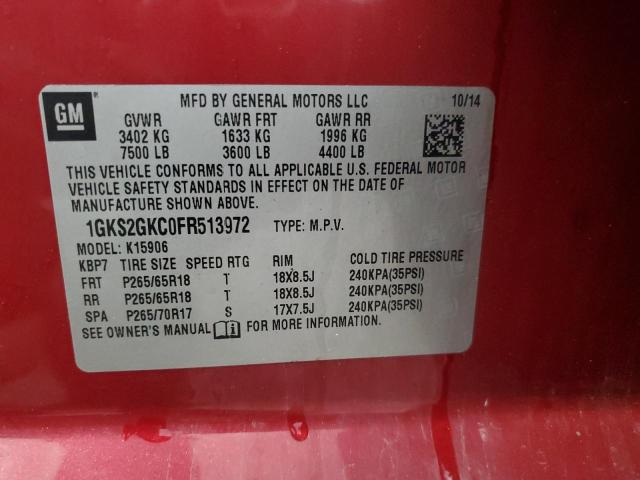 GM
MFD BY GENERAL MOTORS LLC 10/14
GVWR GAWR FRT GAWR RR
3402 KG 1633 KG 1996 KG
7500 LB 3600 LB 4400 LB
THIS VEHICLE CONFORMS TO ALL APPLICABLE U.S. FEDERAL MOTOR
VEHICLE SAFETY STANDARDS IN EFFECT ON THE DATE OF
MANUFACTURE SHOWN ABOVE.
1GKS2GKC0FR513972 TYPE: M.P.V.
MODEL: K15906
KBP7 TIRE SIZE SPEED RTG RIM COLD TIRE PRESSURE
FRT P265/65R18 T 18X8.5J 240KPA(35PSI)
RR P265/65R18 T 18X8.5J 240KPA(35PSI)
SPA P265/70R17 S 17X7.5J 240KPA(35PSI)
SEE OWNER'S MANUAL i FOR MORE INFORMATION.